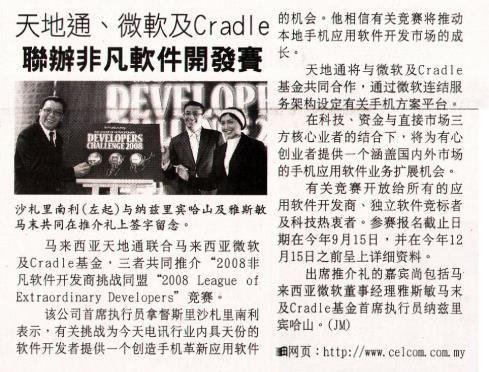 天地通、微軟及Cradle
聯辦非凡軟件開發賽
DEVELOP
DEVELOPERS
CHALLENGE 2008
沙札里南利(左起)与纳兹里宾哈山及雅斯敏
马末共同在推介礼上签字留念。
马来西亚天地通联合马来西亚微软
及Cradle基金，三者共同推介“2008非
凡软件开发商挑战同盟“2008 League of
Extraordinary Developers”竞赛。
该公司首席执行员拿督斯里沙札里南利
表示，有关挑战为今天电讯行业内具天份的
软件开发者提供一个创造手机革新应用软件
的机会。他相信有关竞赛将推动
本地手机应用软件开发市场的成
长。
天地通将与微软及Cradle
基金共同合作，通过微软连结服
务架构设定有关手机方案平台。
在科技、资金与直接市场三
方核心业者的结合下，将为有心
创业者提供一个涵盖国内外市场
的手机应用软件业务扩展机会。
有关竞赛开放给所有的应
用软件开发商、独立软件竞标者
及科技热衷者。参赛报名截止日
期在今年9月15日，并在今年12
月15日之前呈上详细资料。
出席推介礼的嘉宾尚包括马
来西亚微软董事经理雅斯敏马末
及Cradle基金首席执行员纳兹里
宾哈山。(JM)
网页：http://www.celcom.com.my